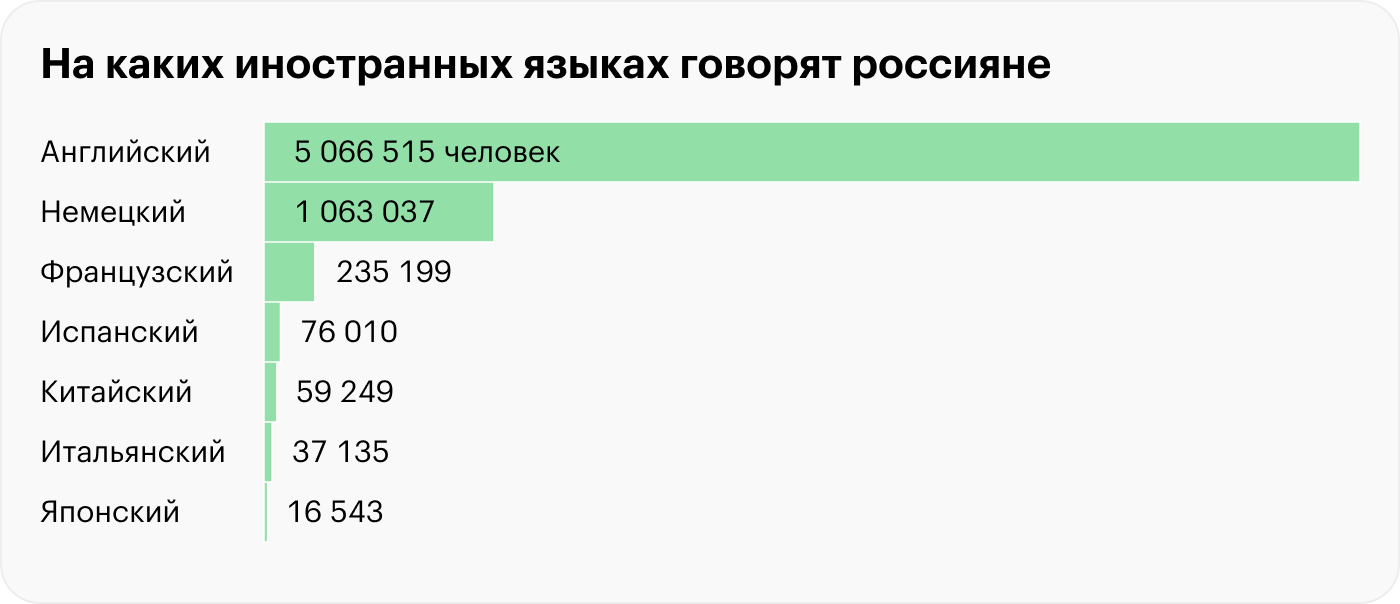 На каких иностранных языках говорят россияне
Английский 5 066 515 человек
Немецкий 1 063 037
Французский 235 199
Испанский 76 010
Китайский 59 249
Итальянский 37 135
Японский 16 543